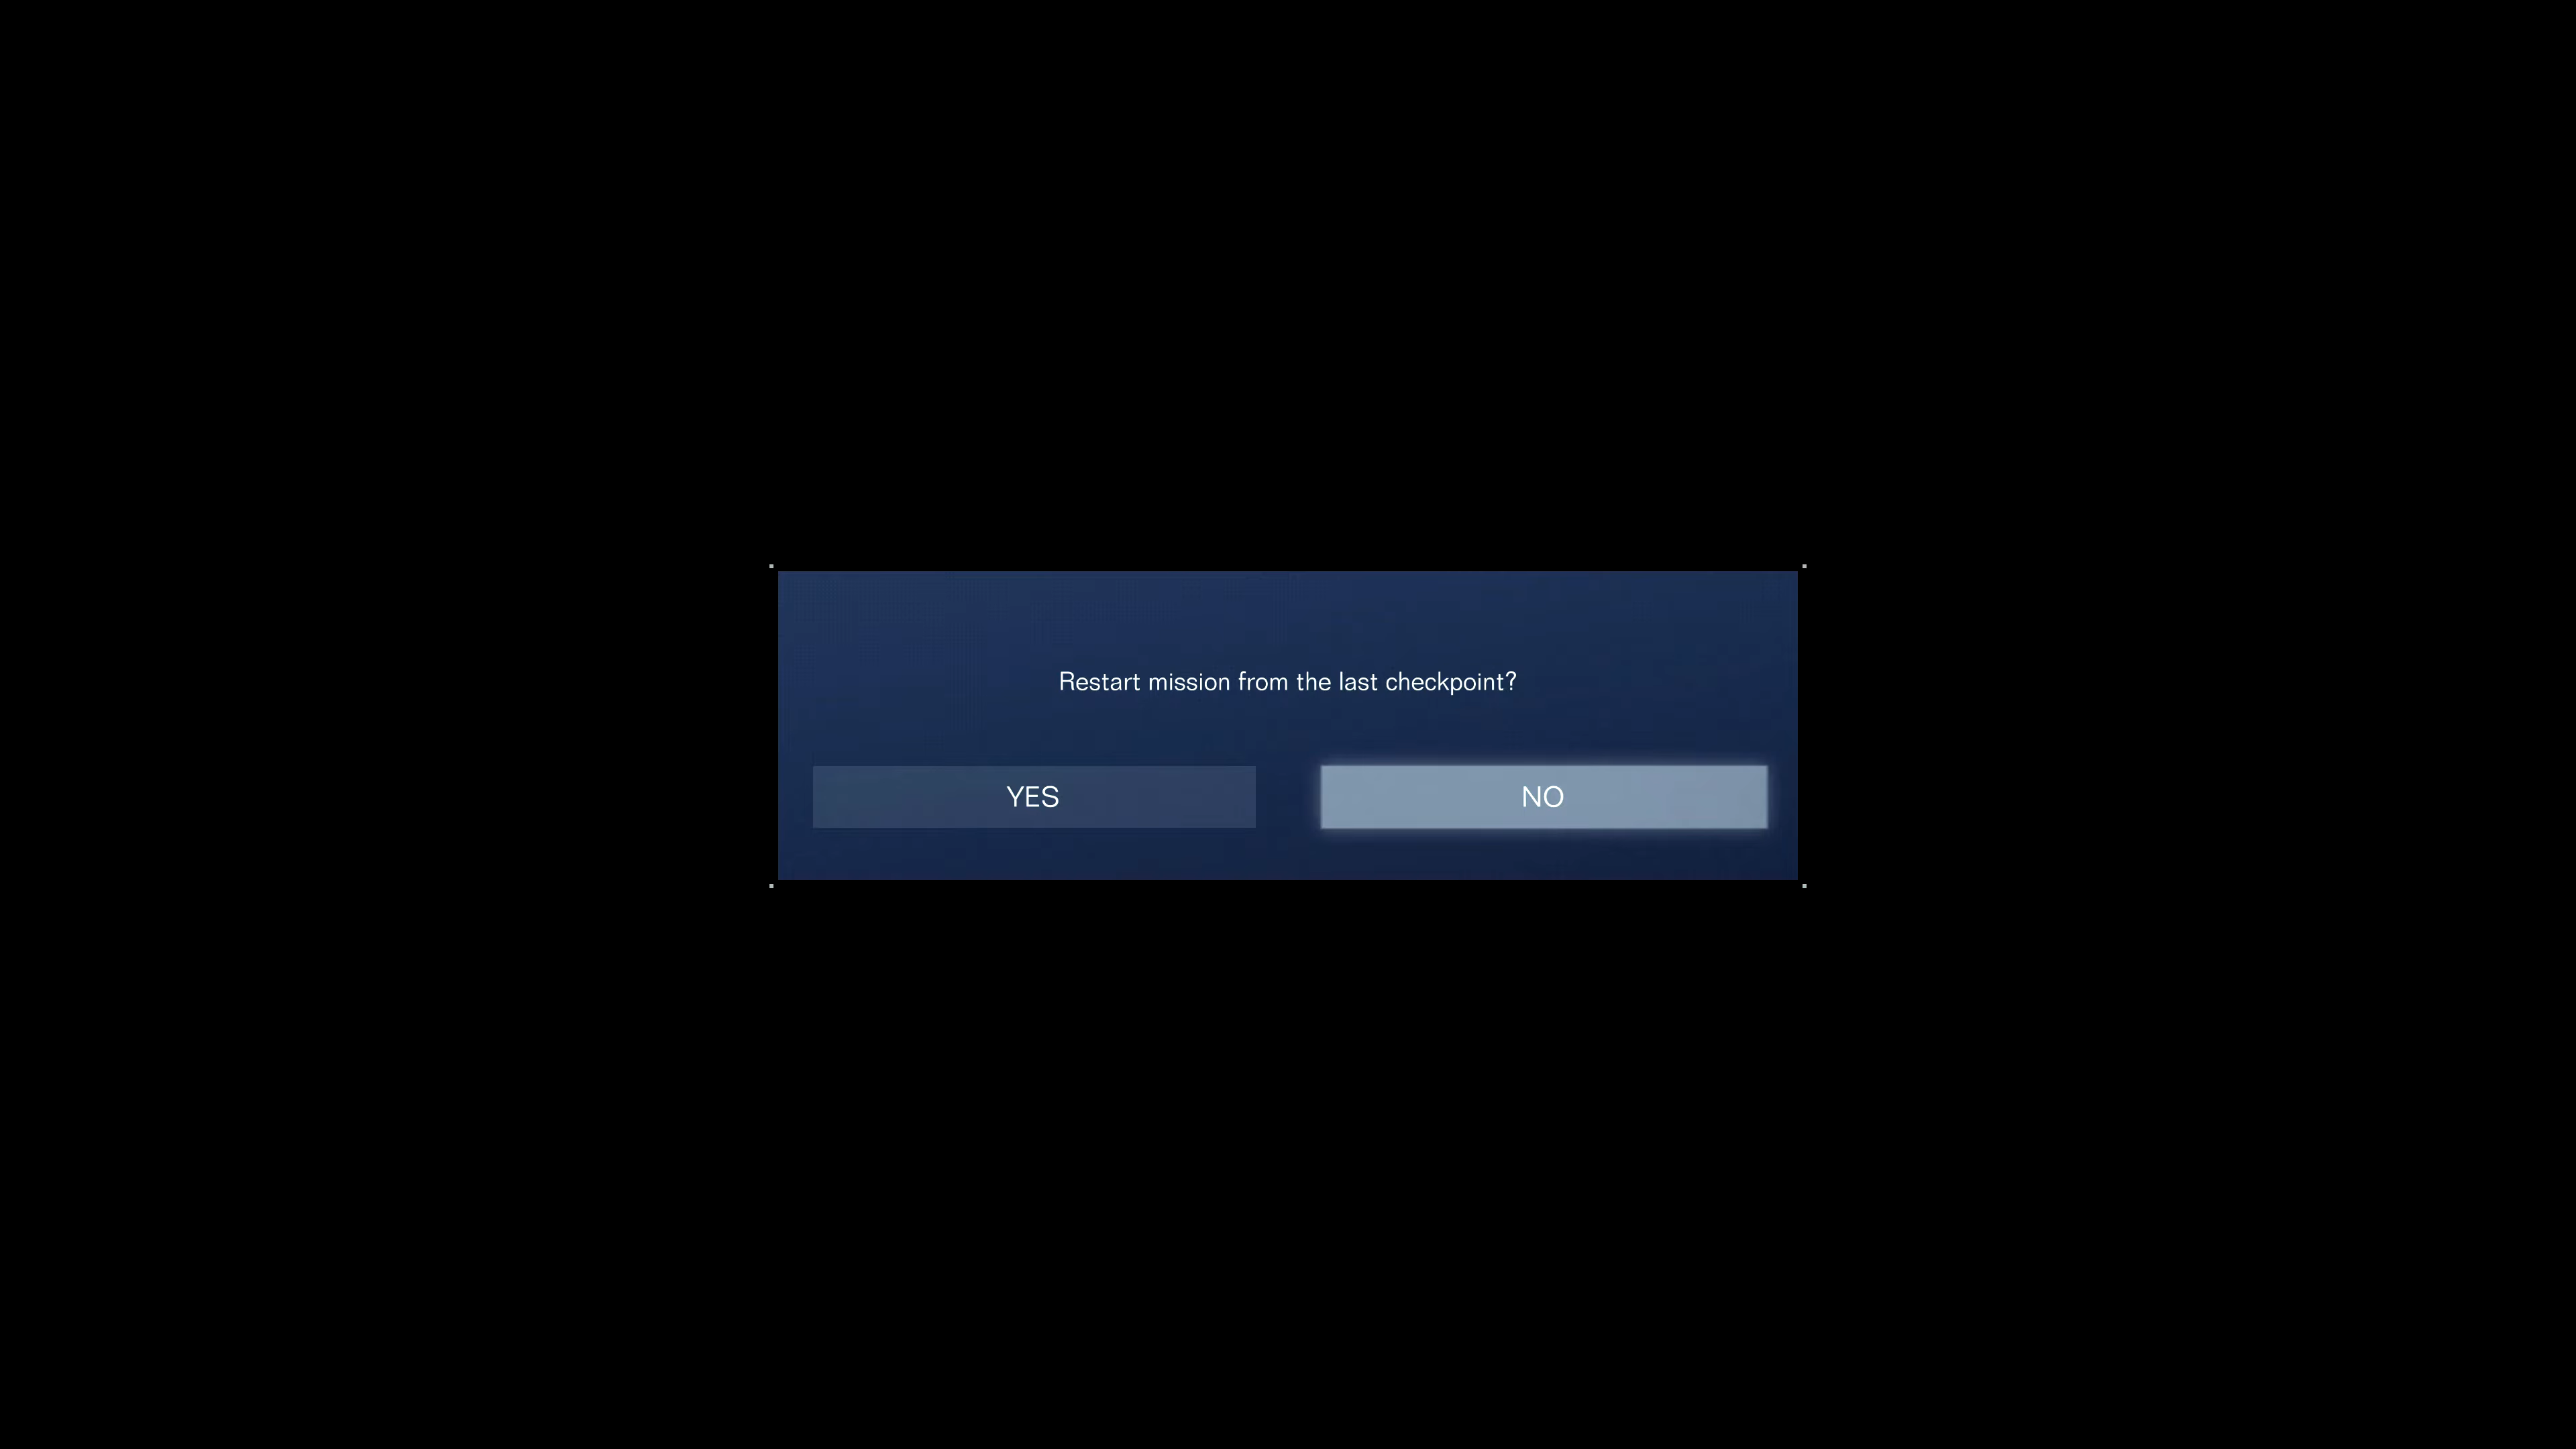 Restart mission from the last checkpoint?
YES
NO